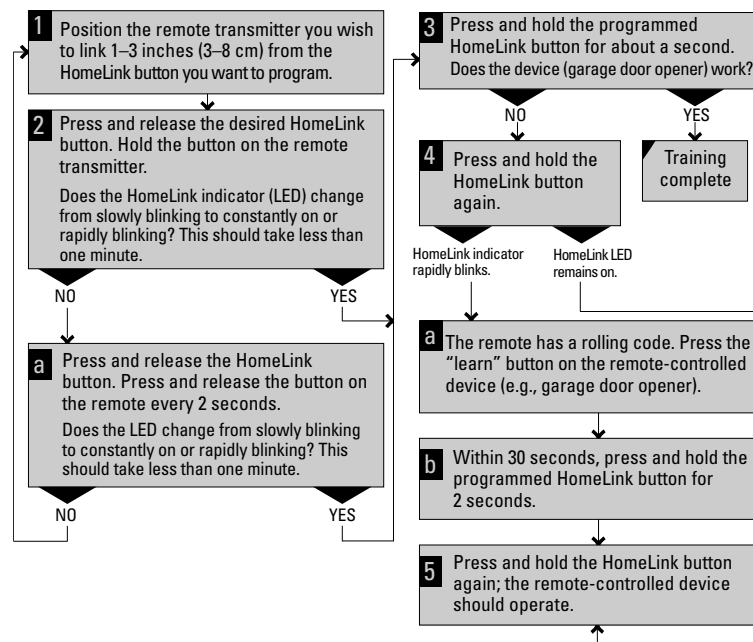 1 Position the remote transmitter you wish
to link 1–3 inches (3–8 cm) from the
HomeLink button you want to program.
2 Press and release the desired HomeLink
button. Hold the button on the remote
transmitter.
Does the HomeLink indicator (LED) change
from slowly blinking to constantly on or
rapidly blinking? This should take less than
one minute.
NO
YES
a Press and release the HomeLink
button. Press and release the button on
the remote every 2 seconds.
Does the LED change from slowly blinking
to constantly on or rapidly blinking? This
should take less than one minute.
NO
YES
3 Press and hold the programmed
HomeLink button for about a second.
Does the device (garage door opener) work?
NO
YES
4 Press and hold the
HomeLink button
again.
Training
complete
HomeLink indicator
rapidly blinks.
HomeLink LED
remains on.
a The remote has a rolling code. Press the
“learn” button on the remote-controlled
device (e.g., garage door opener).
b Within 30 seconds, press and hold the
programmed HomeLink button for
2 seconds.
5 Press and hold the HomeLink button
again; the remote-controlled device
should operate.